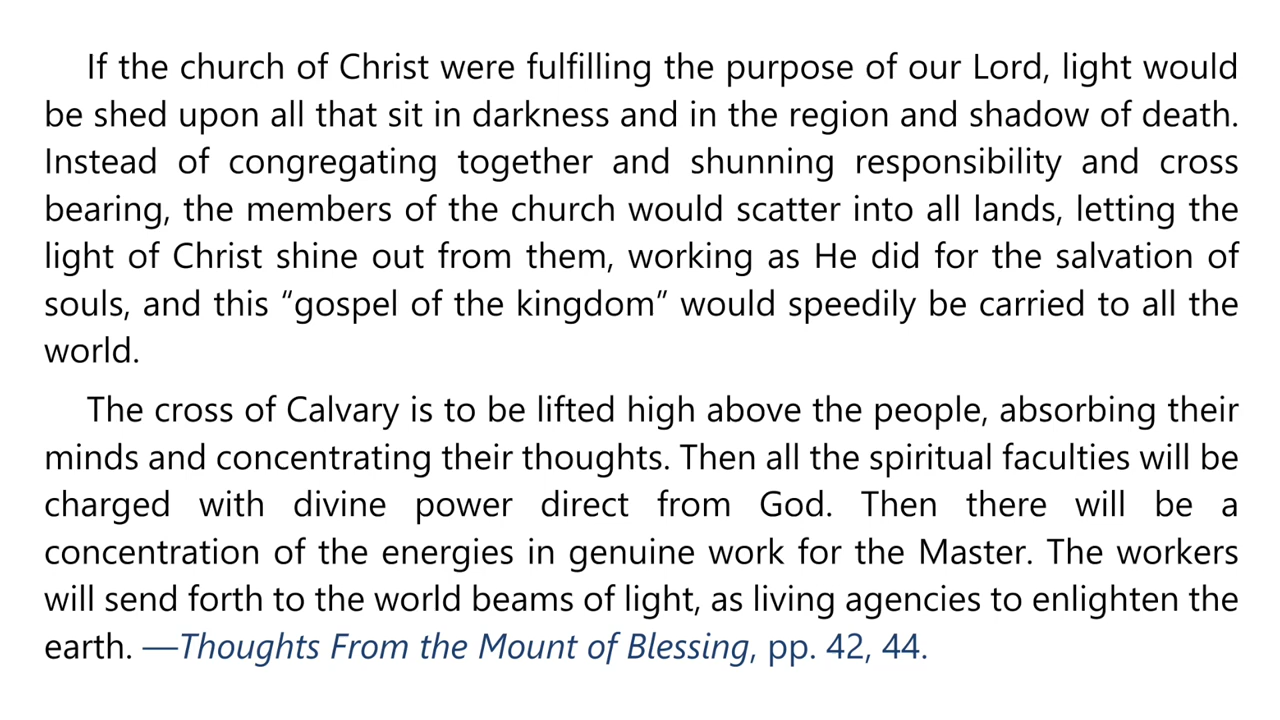 If the church of Christ were fulfilling the purpose of our Lord, light would
be shed upon all that sit in darkness and in the region and shadow of death.
Instead of congregating together and shunning responsibility and cross
bearing, the members of the church would scatter into all lands, letting the
light of Christ shine out from them, working as He did for the salvation of
souls, and this “gospel of the kingdom” would speedily be carried to all the
world.
The cross of Calvary is to be lifted high above the people, absorbing their
minds and concentrating their thoughts. Then all the spiritual faculties will be
charged with divine power direct from God. Then there will be a
concentration of the energies in genuine work for the Master. The workers
will send forth to the world beams of light, as living agencies to enlighten the
earth. —Thoughts From the Mount of Blessing, pp. 42, 44.